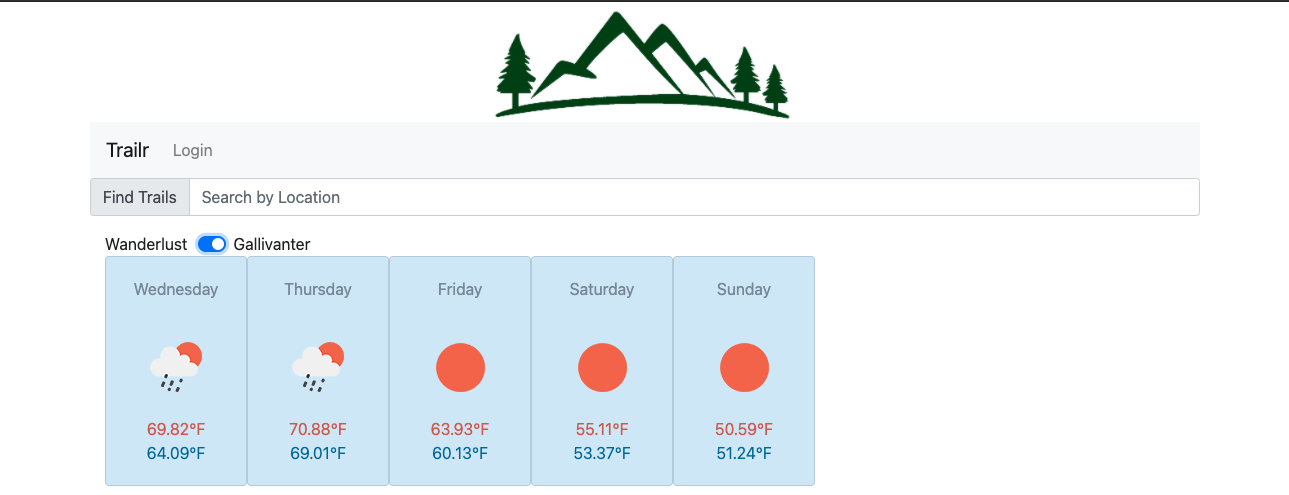 Trailr Login
Find Trails Search by Location
Wanderlust Gallivanter
Wednesday Thursday Friday Saturday Sunday
69.82°F 70.88°F 63.93°F 55.11°F 50.59°F
64.09°F 69.01°F 60.13°F 53.37°F 51.24°F